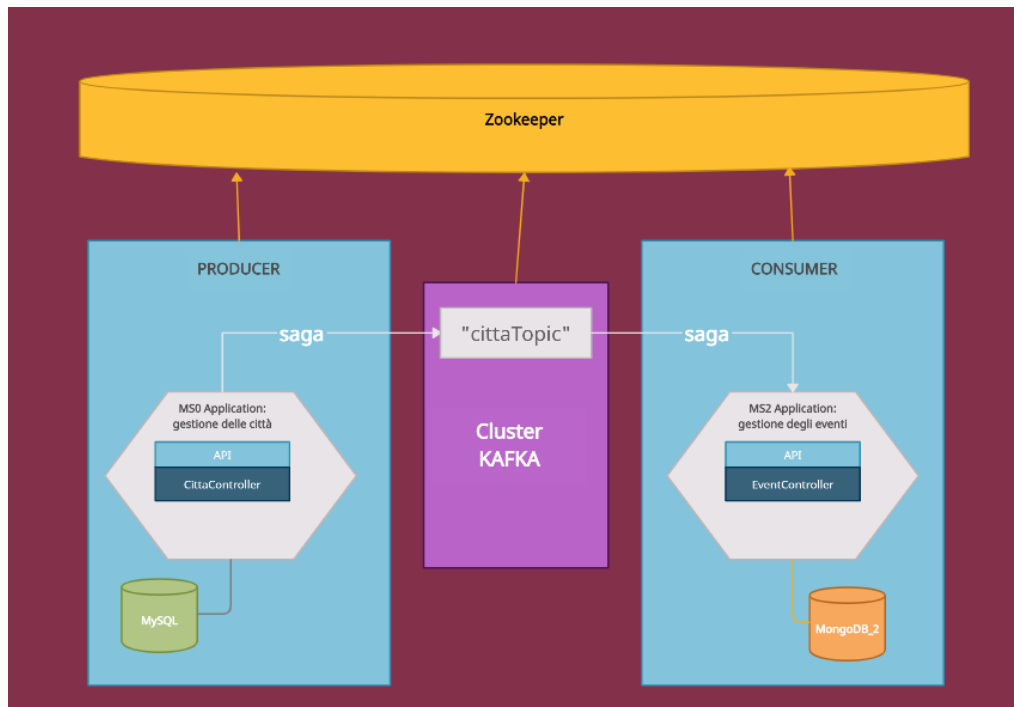 Zookeeper
PRODUCER
CONSUMER
saga
"cittaTopic"
saga
MS0 Application:
gestione delle città
API
CittaController
Cluster
KAFKA
MS2 Application:
gestione degli eventi
API
EventController
MySQL
MongoDB_2